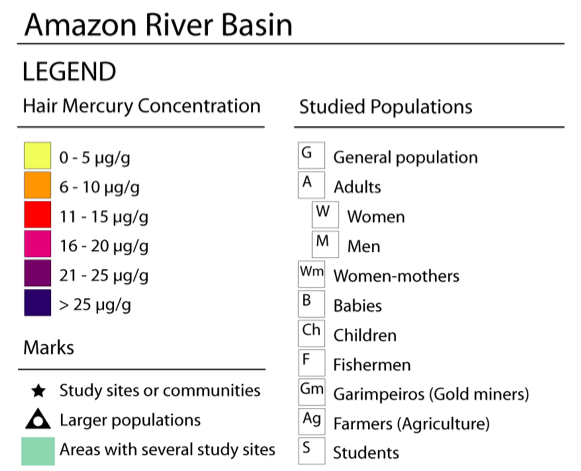 Amazon River Basin
LEGEND
Hair Mercury Concentration
0 - 5 µg/g
6 - 10 µg/g
11 - 15 µg/g
16 - 20 µg/g
21 - 25 µg/g
> 25 µg/g
Marks
Study sites or communities
Larger populations
Areas with several study sites
Studied Populations
G General population
A Adults
W Women
M Men
Wm Women-mothers
B Babies
Ch Children
F Fishermen
Gm Garimpeiros (Gold miners)
Ag Farmers (Agriculture)
S Students